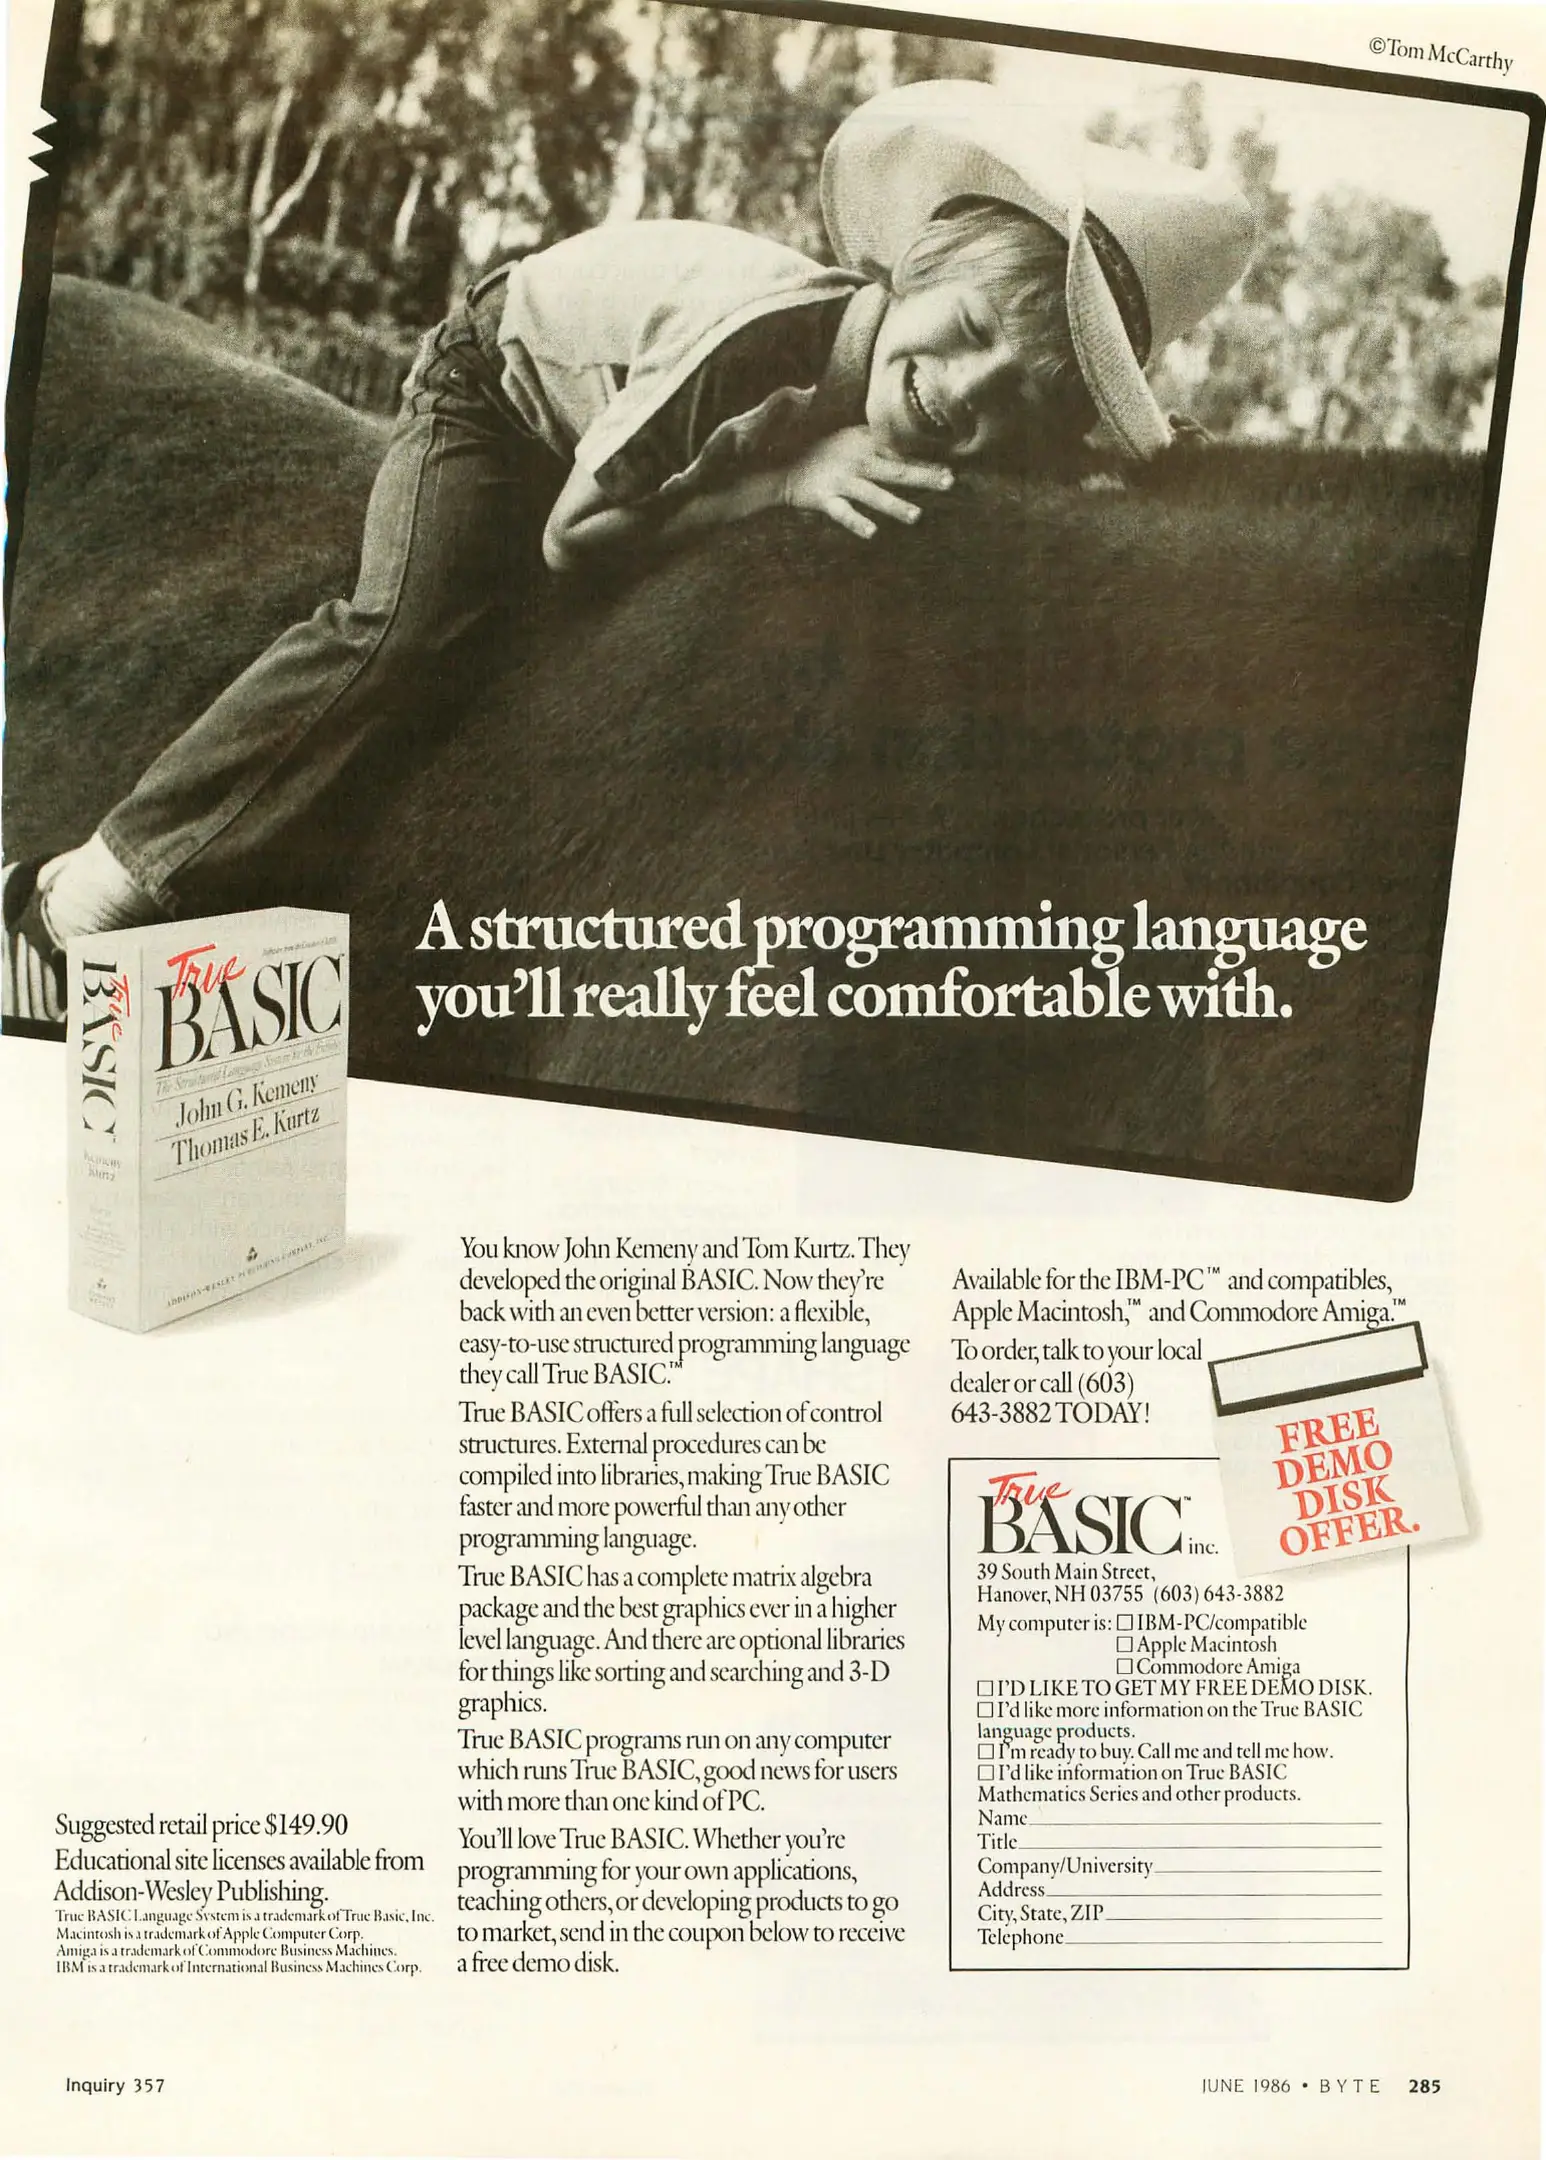 ©Tom McCarthy
A structured programming language
you'll really feel comfortable with.
True
BASIC
True
BASIC™
The Structured Language System for the Future
John G. Kemeny
Thomas E. Kurtz
Kemeny
Kurtz
ADDISON-WESLEY PUBLISHING COMPANY, INC.
You know John Kemeny and Tom Kurtz. They
developed the original BASIC. Now they're
back with an even better version: a flexible,
easy-to-use structured programming language
they call True BASIC.™
True BASIC offers a full selection of control
structures. External procedures can be
compiled into libraries, making True BASIC
faster and more powerful than any other
programming language.
True BASIC has a complete matrix algebra
package and the best graphics ever in a higher
level language. And there are optional libraries
for things like sorting and searching and 3-D
graphics.
True BASIC programs run on any computer
which runs True BASIC, good news for users
with more than one kind of PC.
You'll love True BASIC. Whether you're
programming for your own applications,
teaching others, or developing products to go
to market, send in the coupon below to receive
a free demo disk.
Suggested retail price $149.90
Educational site licenses available from
Addison-Wesley Publishing.
True BASIC Language System is a trademark of True Basic, Inc.
Macintosh is a trademark of Apple Computer Corp.
Amiga is a trademark of Commodore Business Machines.
IBM is a trademark of International Business Machines Corp.
Available for the IBM-PC™ and compatibles,
Apple Macintosh,™ and Commodore Amiga.™
To order, talk to your local
dealer or call (603)
643-3882 TODAY!
FREE
DEMO
DISK
OFFER.
True
BASIC™ inc.
39 South Main Street,
Hanover, NH 03755 (603) 643-3882
My computer is: ☐ IBM-PC/compatible
☐ Apple Macintosh
☐ Commodore Amiga
☐ I'D LIKE TO GET MY FREE DEMO DISK.
☐ I'd like more information on the True BASIC
language products.
☐ I'm ready to buy. Call me and tell me how.
☐ I'd like information on True BASIC
Mathematics Series and other products.
Name
Title
Company/University
Address
City, State, ZIP
Telephone
Inquiry 357
JUNE 1986 • BYTE 285